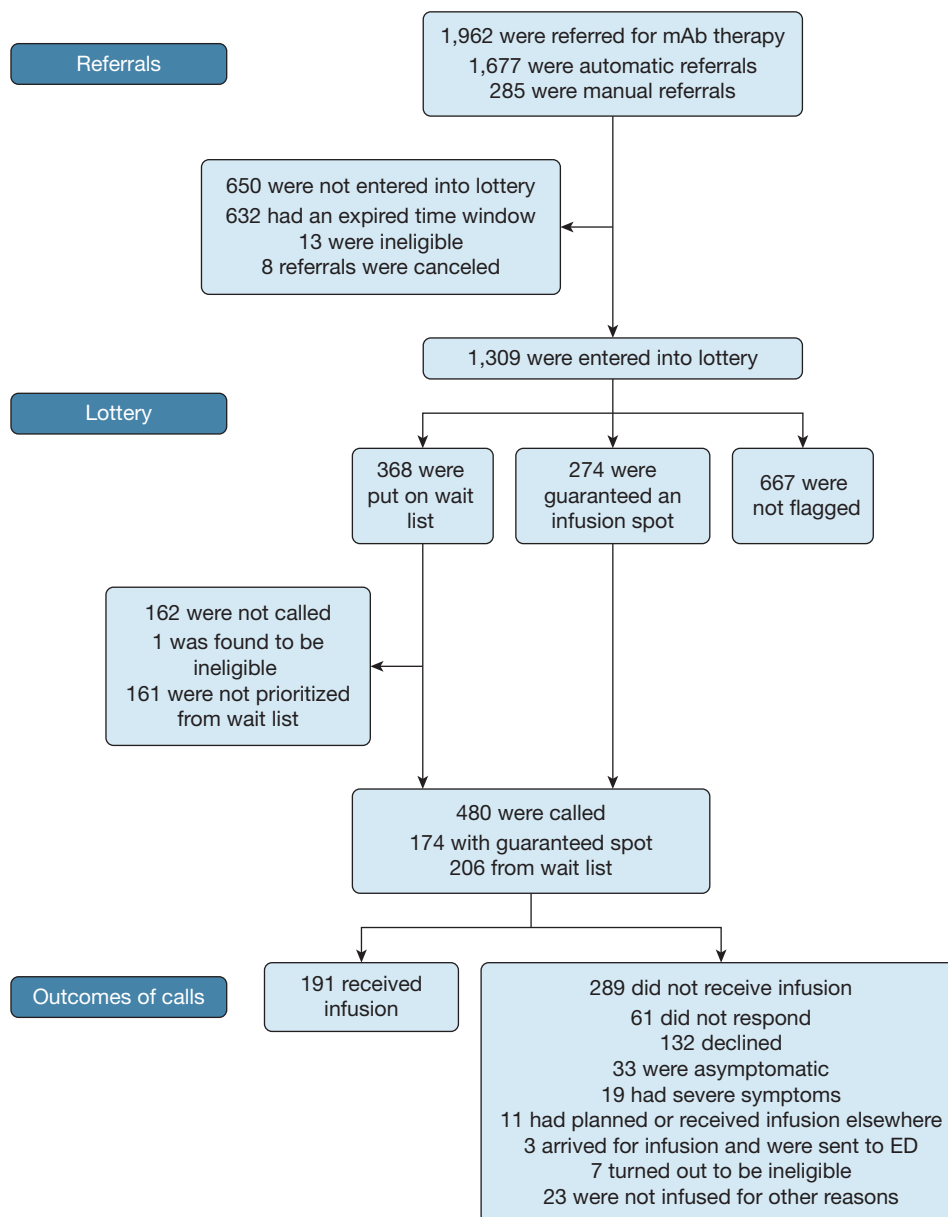 Referrals
1,962 were referred for mAb therapy
1,677 were automatic referrals
285 were manual referrals
650 were not entered into lottery
632 had an expired time window
13 were ineligible
8 referrals were canceled
1,309 were entered into lottery
Lottery
368 were
put on wait
list
274 were
guaranteed an
infusion spot
667 were
not flagged
162 were not called
1 was found to be
ineligible
161 were not prioritized
from wait list
480 were called
174 with guaranteed spot
206 from wait list
Outcomes of calls
191 received
infusion
289 did not receive infusion
61 did not respond
132 declined
33 were asymptomatic
19 had severe symptoms
11 had planned or received infusion elsewhere
3 arrived for infusion and were sent to ED
7 turned out to be ineligible
23 were not infused for other reasons